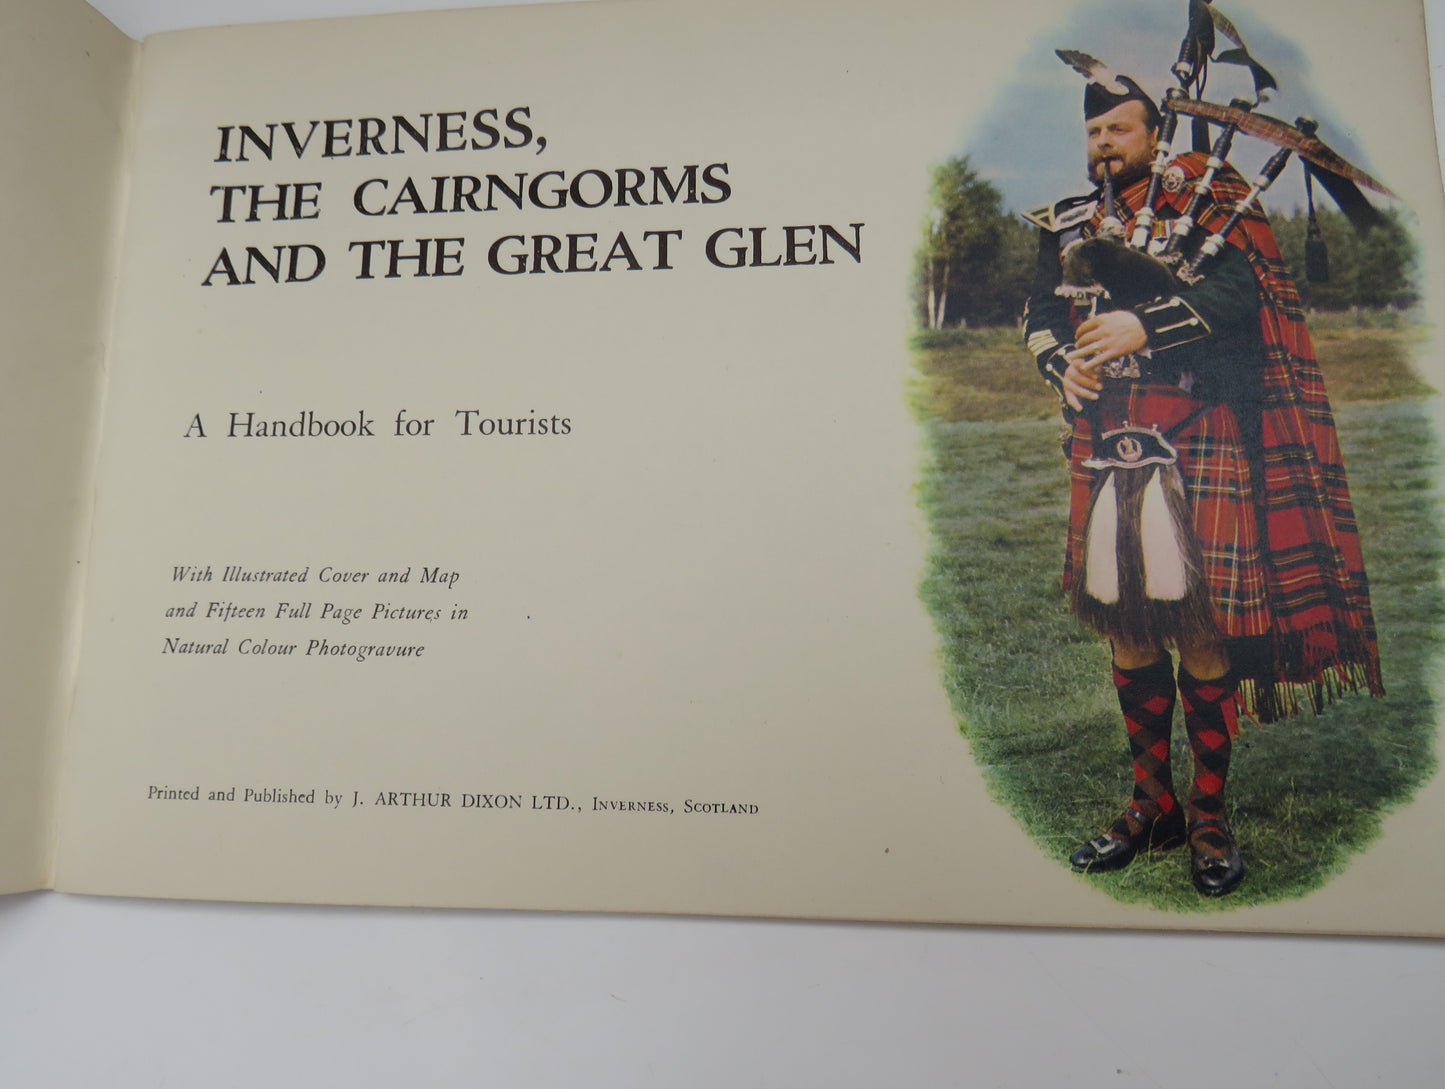 INVERNESS,
THE CAIRNGORMS
AND THE GREAT GLEN
A Handbook for Tourists
With Illustrated Cover and Map
and Fifteen Full Page Pictures in
Natural Colour Photogravure
Printed and Published by J. ARTHUR DIXON LTD., INVERNESS, SCOTLAND